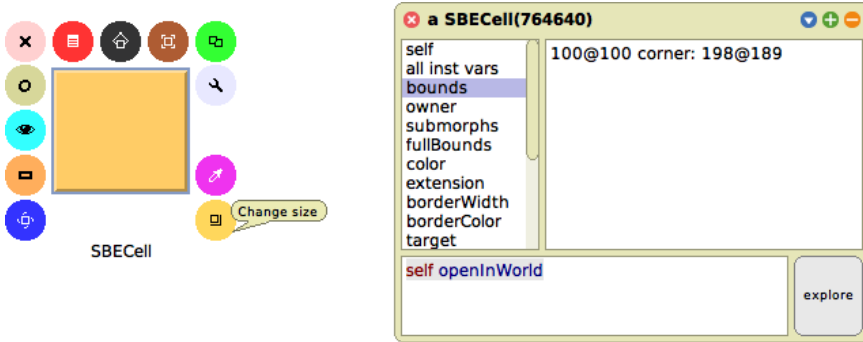 Change size
SBECell
a SBECell(764640)
self
all inst vars
bounds
owner
submorphs
fullBounds
color
extension
borderWidth
borderColor
target
100@100 corner: 198@189
self openInWorld
explore